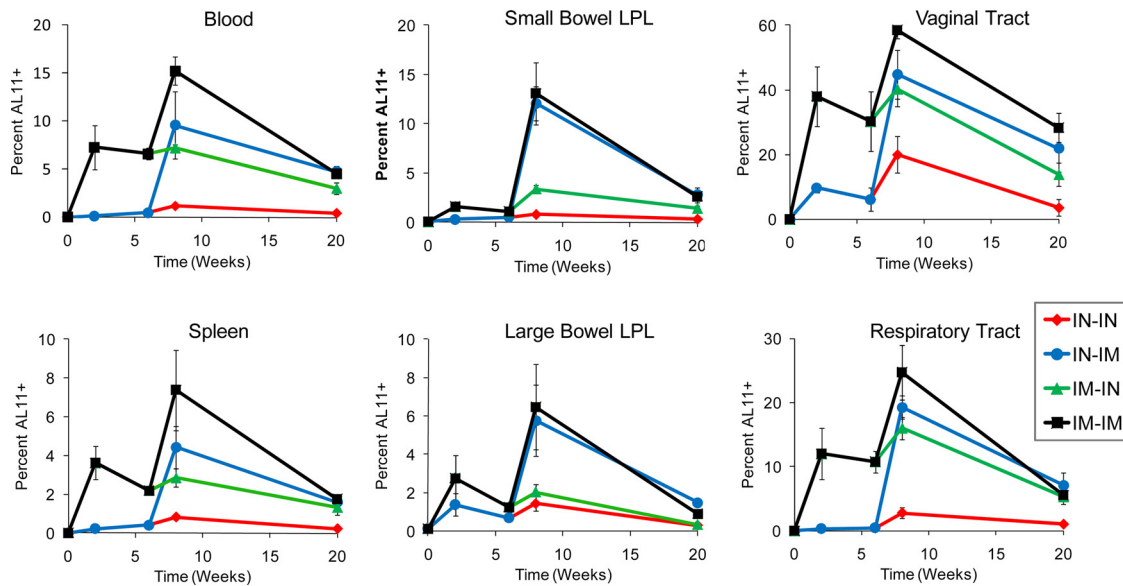 Blood
Percent AL11+
20
15
10
5
0
0 5 10 15 20
Time (Weeks)
Small Bowel LPL
Percent AL11+
20
15
10
5
0
0 5 10 15 20
Time (Weeks)
Vaginal Tract
Percent AL11+
60
40
20
0
0 5 10 15 20
Time (Weeks)
Spleen
Percent AL11+
10
8
6
4
2
0
0 5 10 15 20
Time (Weeks)
Large Bowel LPL
Percent AL11+
10
8
6
4
2
0
0 5 10 15 20
Time (Weeks)
Respiratory Tract
Percent AL11+
30
20
10
0
0 5 10 15 20
Time (Weeks)
IN-IN
IN-IM
IM-IN
IM-IM